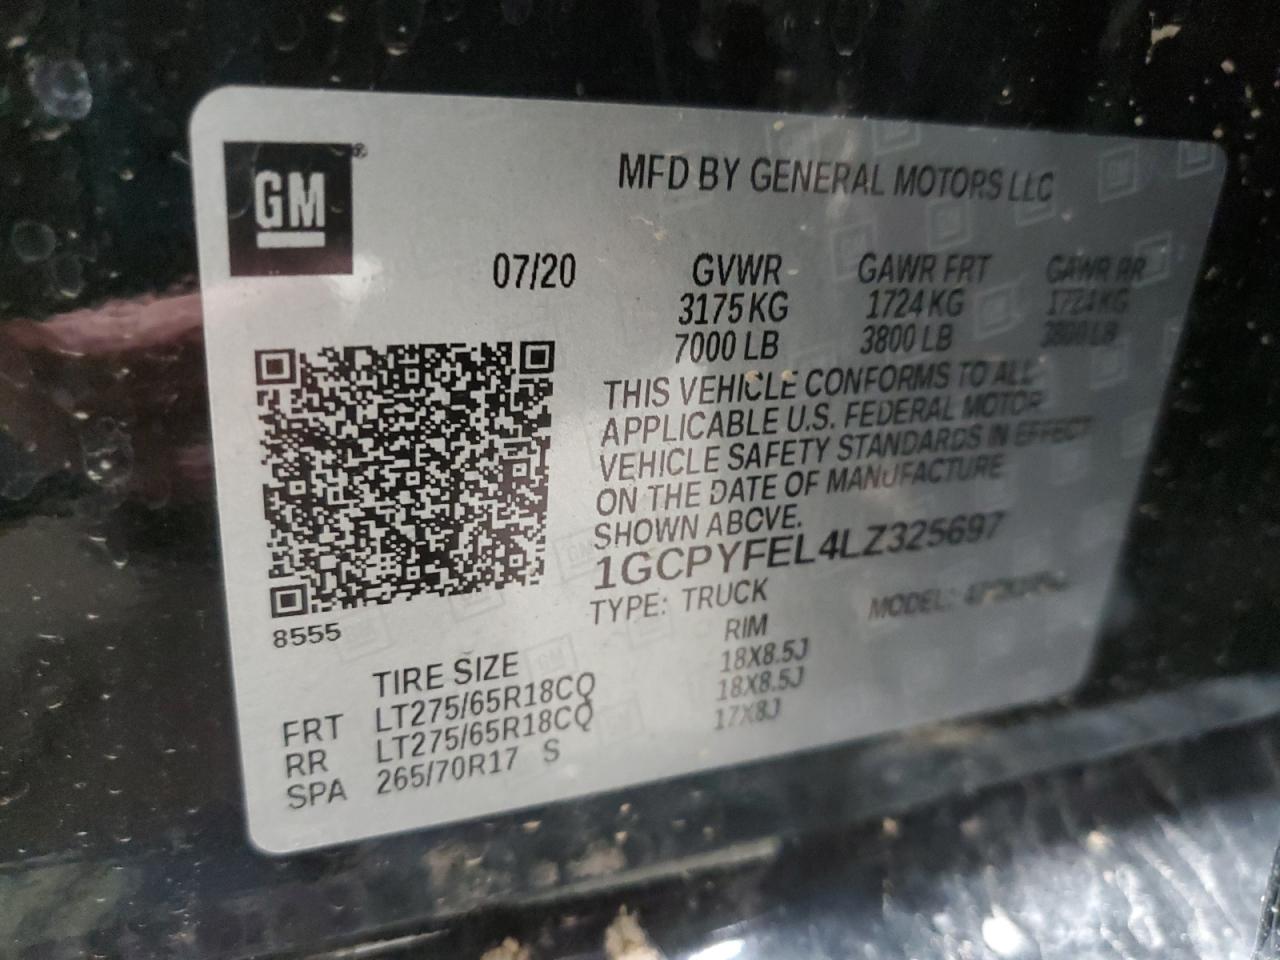 GM ®
MFD BY GENERAL MOTORS LLC
07/20 GVWR GAWR FRT GAWR RR
3175 KG 1724 KG 1724 KG
7000 LB 3800 LB 3800 LB
THIS VEHICLE CONFORMS TO ALL
APPLICABLE U.S. FEDERAL MOTOR
VEHICLE SAFETY STANDARDS IN EFFECT
ON THE DATE OF MANUFACTURE
SHOWN ABOVE.
1GCPYFEL4LZ325697
TYPE: TRUCK MODEL:
8555
TIRE SIZE RIM
FRT LT275/65R18CQ 18X8.5J
RR LT275/65R18CQ 18X8.5J
SPA 265/70R17 S 17X8J